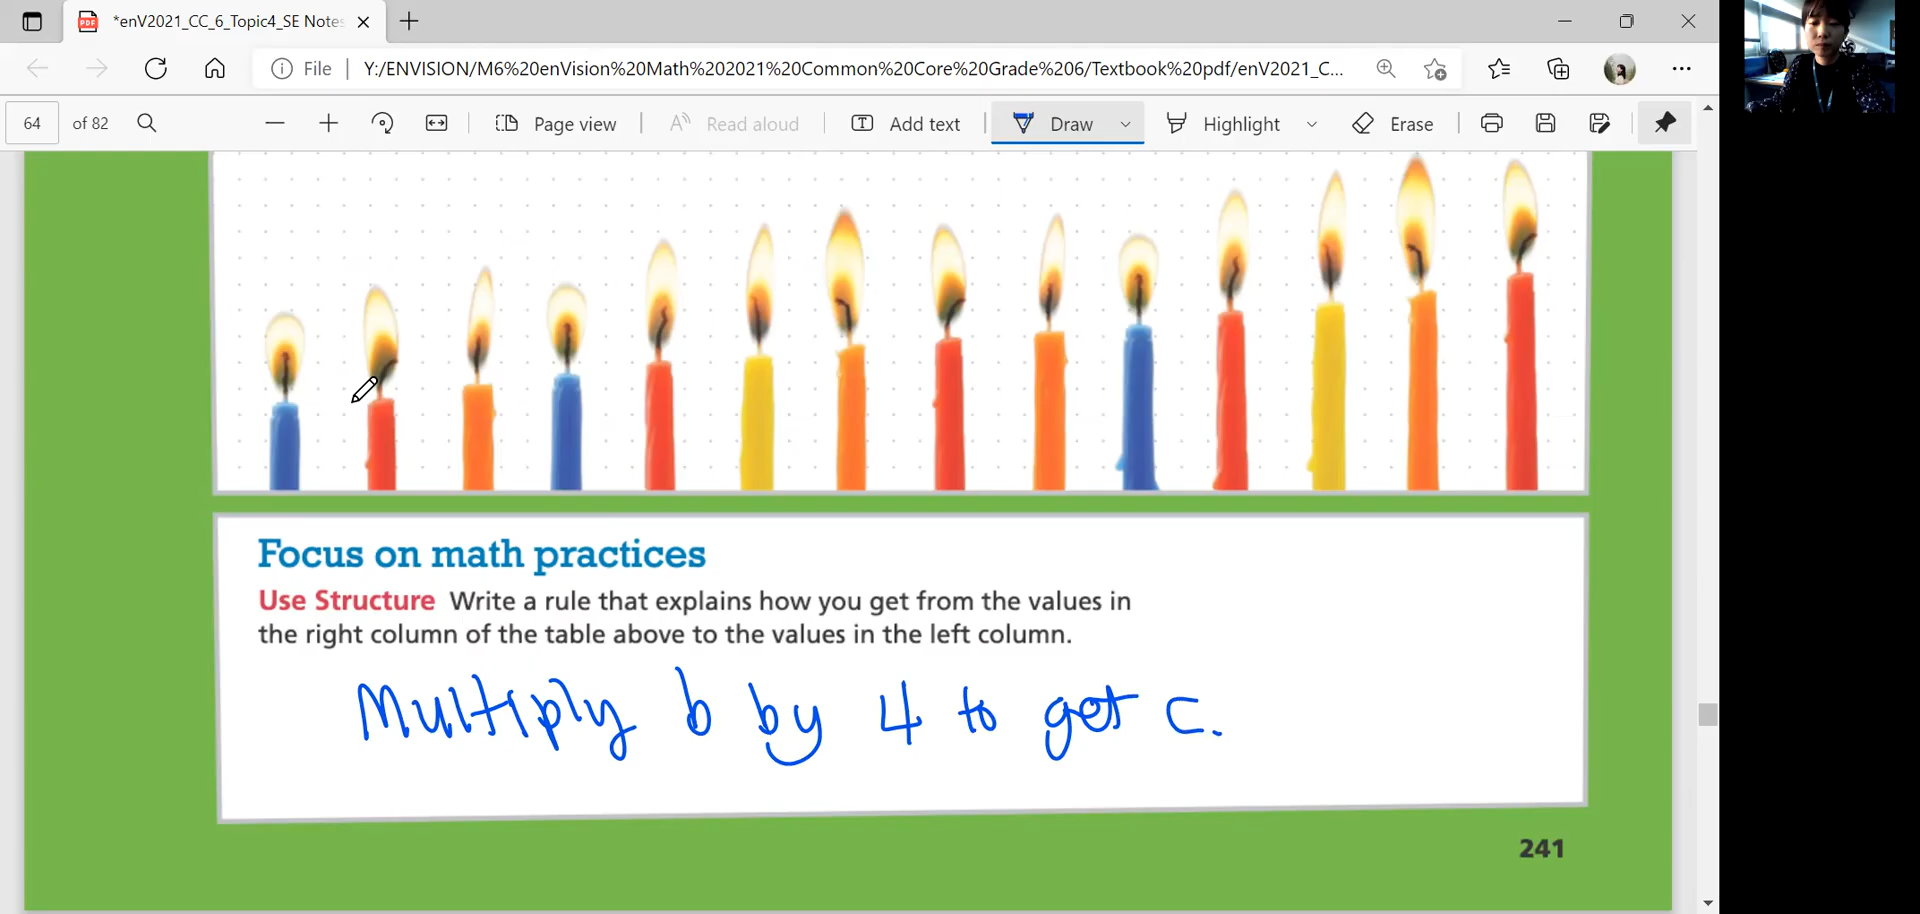 *enV2021_CC_6_Topic4_SE Notes
File
Y:/ENVISION/M6%20enVision%20Math%202021%20Common%20Core%20Grade%206/Textbook%20pdf/enV2021_C...
64 of 82
Page view
Read aloud
Add text
Draw
Highlight
Erase
Focus on math practices
Use Structure Write a rule that explains how you get from the values in
the right column of the table above to the values in the left column.
Multiply b by 4 to get c.
241